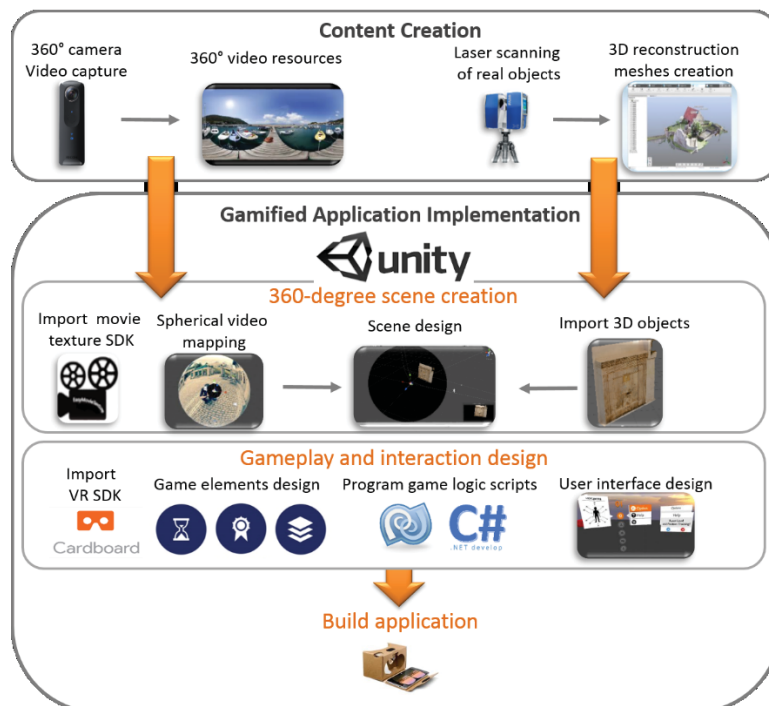 Content Creation
360° camera
Video capture
360° video resources
Laser scanning
of real objects
3D reconstruction
meshes creation
Gamified Application Implementation
unity
360-degree scene creation
Import movie
texture SDK
Spherical video
mapping
Scene design
Import 3D objects
Gameplay and interaction design
Import
VR SDK
Cardboard
Game elements design
Program game logic scripts
C#
.NET develop
User interface design
Build application